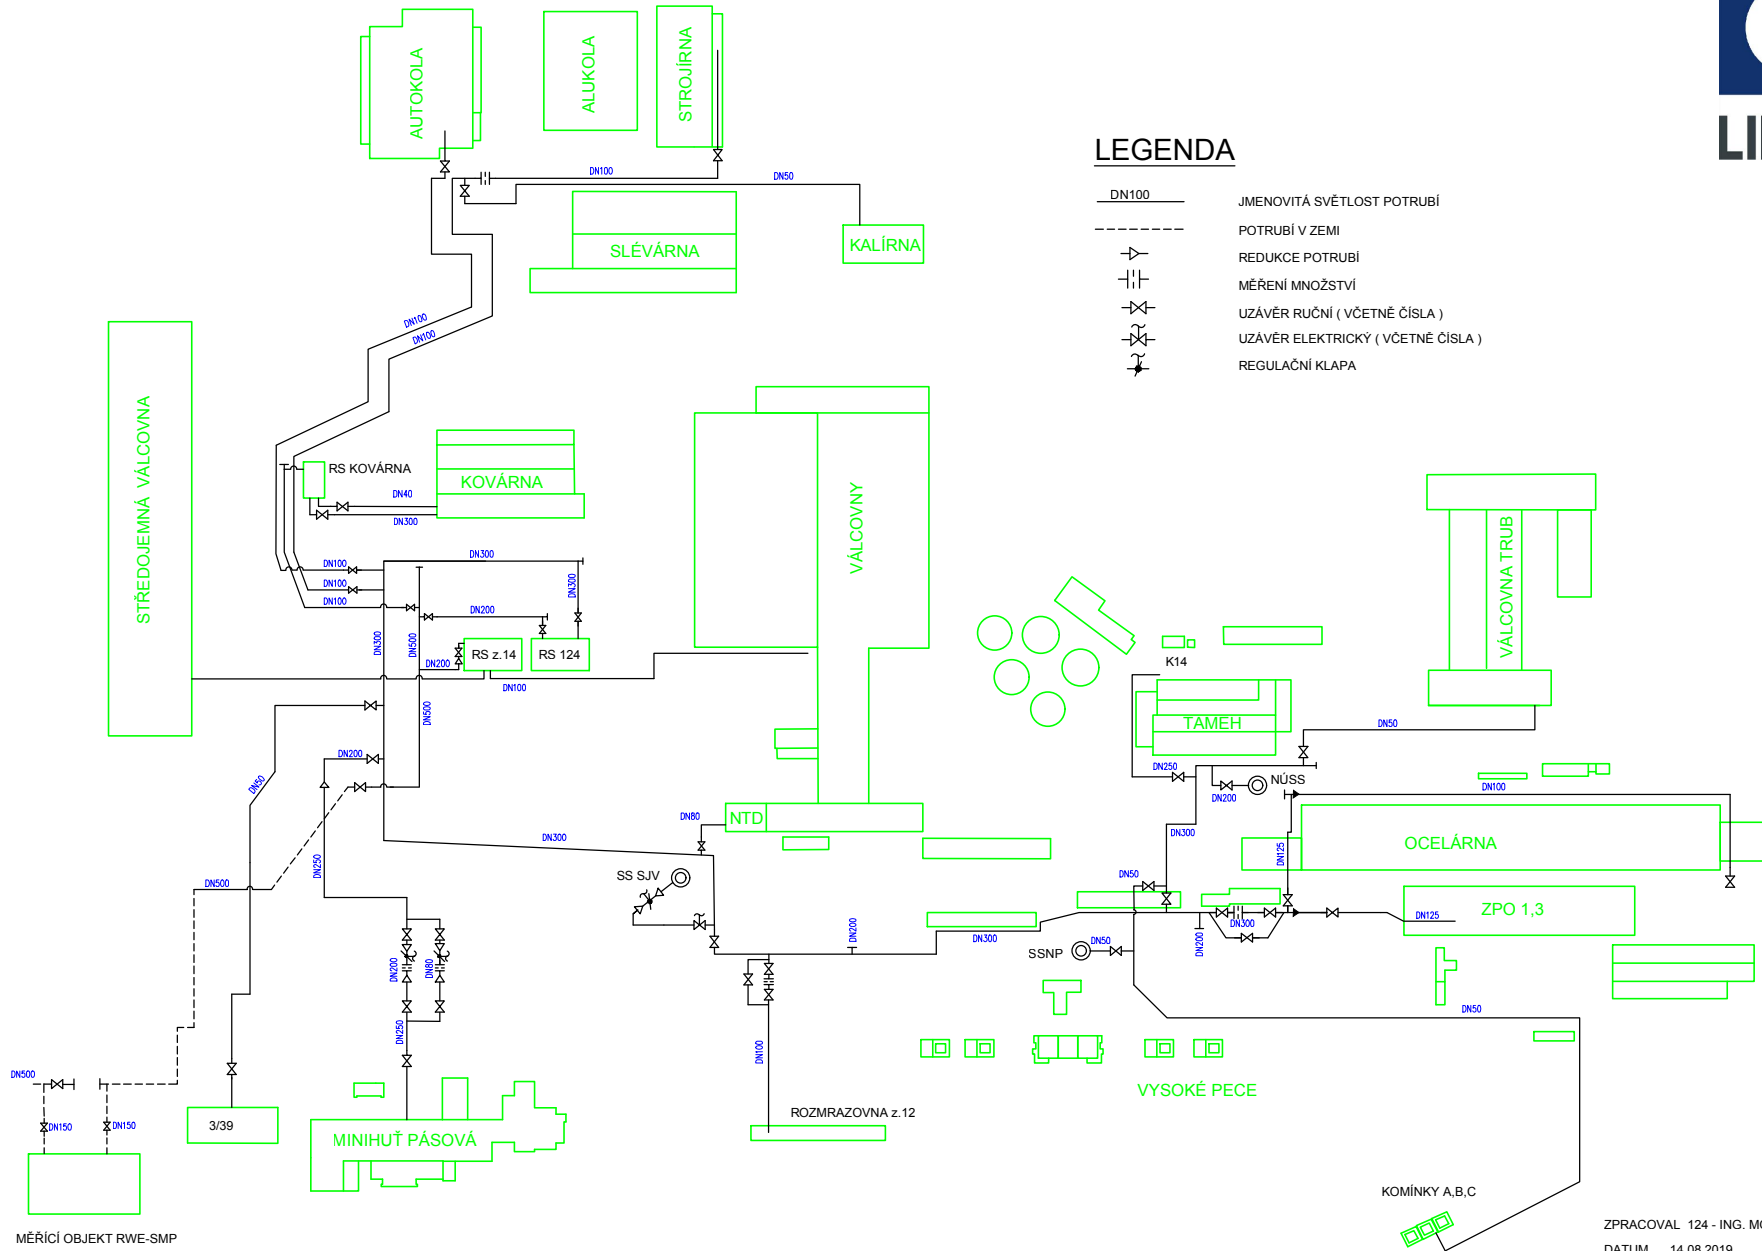 AUTOKOLA
ALUKOLA
STROJÍRNA
DN100
DN50
SLÉVÁRNA
KALÍRNA
LEGENDA
DN100
JMENOVITÁ SVĚTLOST POTRUBÍ
POTRUBÍ V ZEMI
REDUKCE POTRUBÍ
MĚŘENÍ MNOŽSTVÍ
UZÁVĚR RUČNÍ ( VČETNĚ ČÍSLA )
UZÁVĚR ELEKTRICKÝ ( VČETNĚ ČÍSLA )
REGULAČNÍ KLAPA
DN100
DN100
STŘEDOJEMNÁ VÁLCOVNA
RS KOVÁRNA
KOVÁRNA
DN40
DN300
VÁLCOVNY
VÁLCOVNA TRUB
DN300
DN100
DN100
DN100
DN300
DN200
DN300
DN500
DN200
RS z.14
RS 124
DN100
DN500
K14
TAMEH
DN50
DN200
DN50
DN250
NÚSS
DN200
DN100
DN300
DN80
NTD
DN300
OCELÁRNA
DN125
DN250
DN500
SS SJV
DN50
ZPO 1,3
DN125
DN200
DN300
DN300
DN200
SSNP
DN50
DN200
DN80
DN250
DN100
DN50
DN500
DN150
DN150
3/39
MINIHUŤ PÁSOVÁ
ROZMRAZOVNA z.12
VYSOKÉ PECE
KOMÍNKY A,B,C
MĚŘÍCÍ OBJEKT RWE-SMP
ZPRACOVAL 124 - ING.
DATUM 14.08.2019